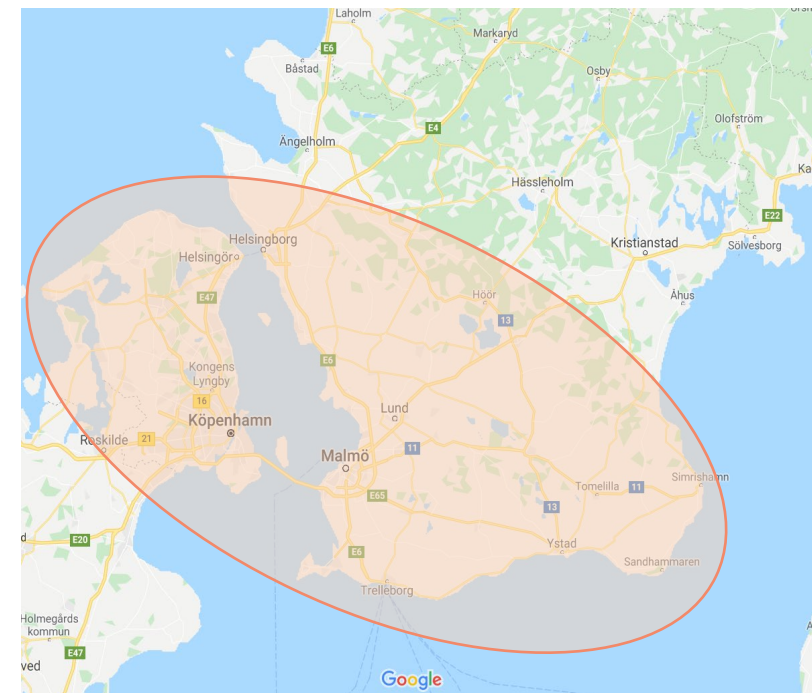 Laholm
Markaryd
E6
Båstad
Osby
Olofström
E4
Ängelholm
Hässleholm
E22
Helsingborg
Kristianstad
Sölvesborg
Helsingör
E47
Höör
Åhus
13
E6
Kongens
Lyngby
16
Lund
Köpenhamn
Roskilde
21
11
Malmö
Simrishamn
Tomelilla
11
E65
13
E20
Ystad
E6
Sandhammaren
Trelleborg
Holmegårds
kommun
E47
Google